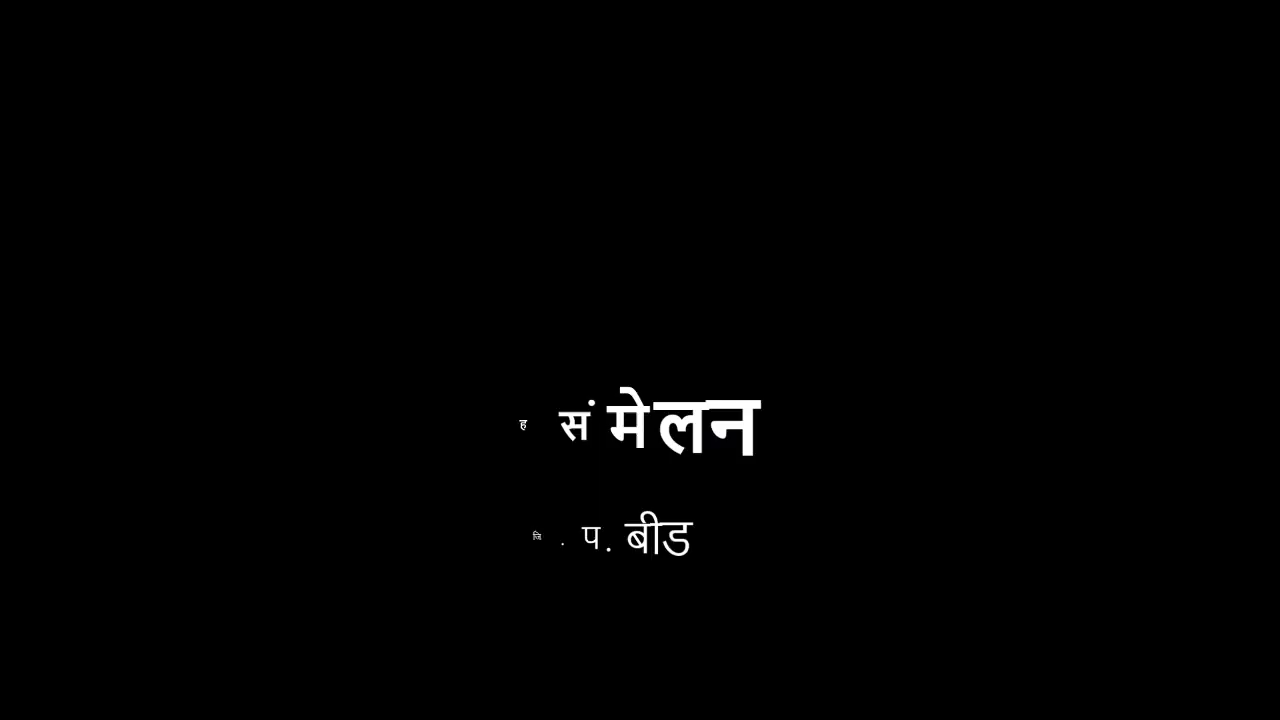 ह संमेलन
जि . प. बीड